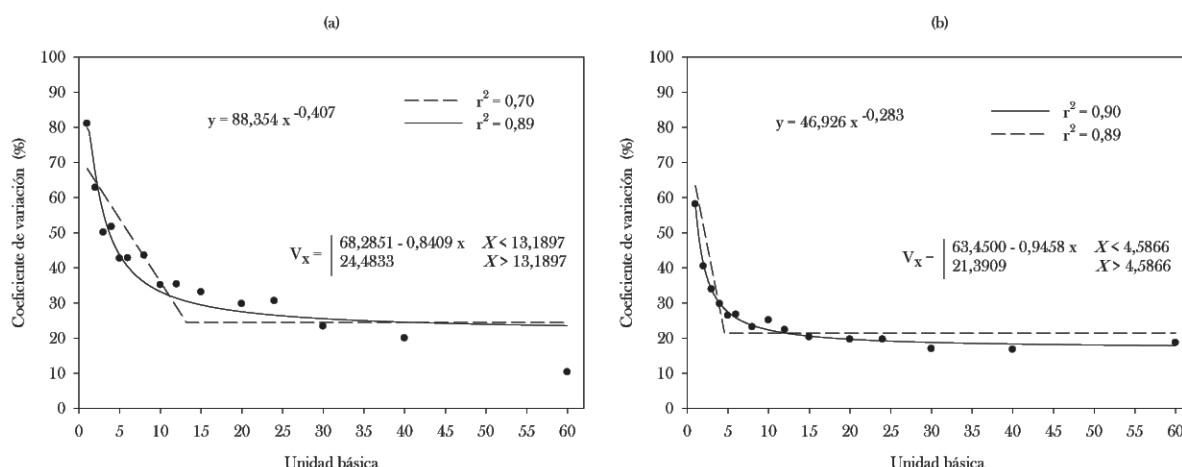 (a)
100
90
80
70
60
50
40
30
20
10
0
Coeficiente de variación (%)
y = 88,354 x -0,407
r² = 0,70
r² = 0,89
Vx = 68,2851 - 0,8409 x X < 13,1897
24,4833 X > 13,1897
0 5 10 15 20 25 30 35 40 45 50 55 60
Unidad básica
(b)
100
90
80
70
60
50
40
30
20
10
0
Coeficiente de variación (%)
y = 46,926 x -0,283
r² = 0,90
r² = 0,89
Vx – 63,4500 - 0,9458 x X < 4,5866
21,3909 X > 4,5866
0 5 10 15 20 25 30 35 40 45 50 55 60
Unidad básica